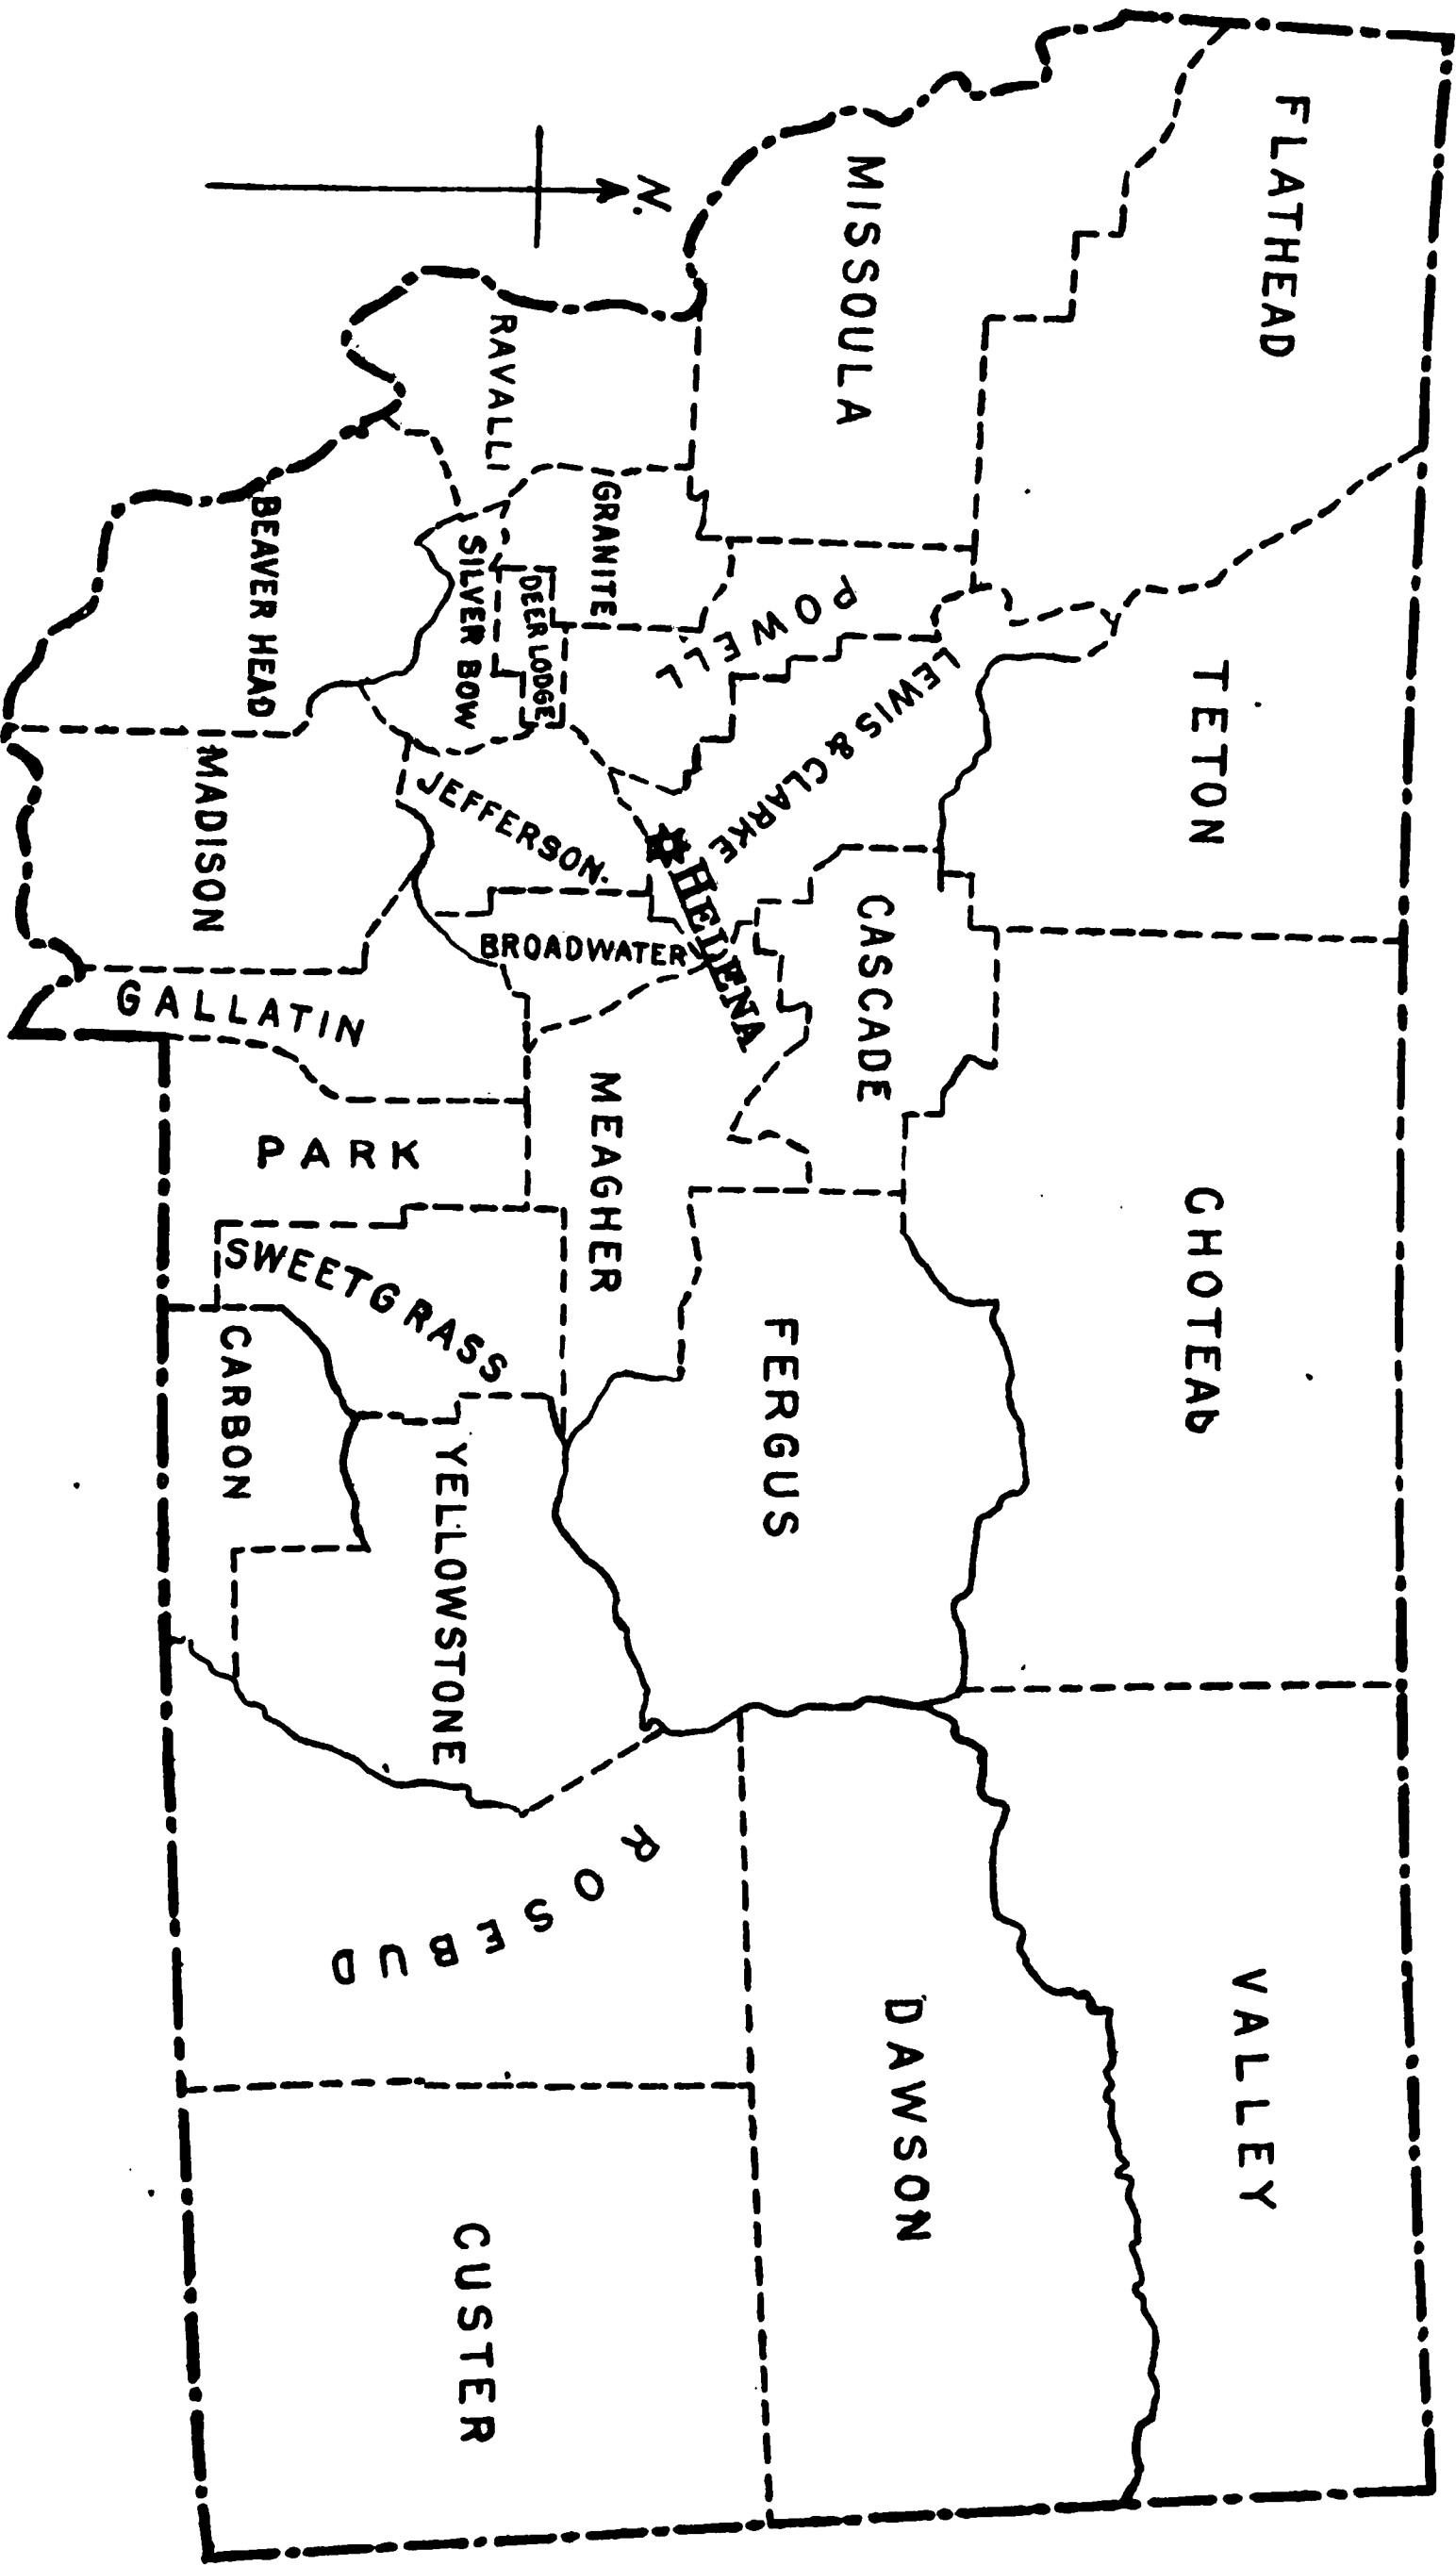 FLATHEAD
TETON
CHOTEAU
VALLEY
MISSOULA
POWELL
LEWIS & CLARKE
CASCADE
FERGUS
DAWSON
N.
RAVALLI
GRANITE
DEER LODGE
SILVER BOW
HELENA
JEFFERSON.
BROADWATER
MEAGHER
ROSEBUD
CUSTER
BEAVER HEAD
MADISON
GALLATIN
PARK
SWEETGRASS
CARBON
YELLOWSTONE